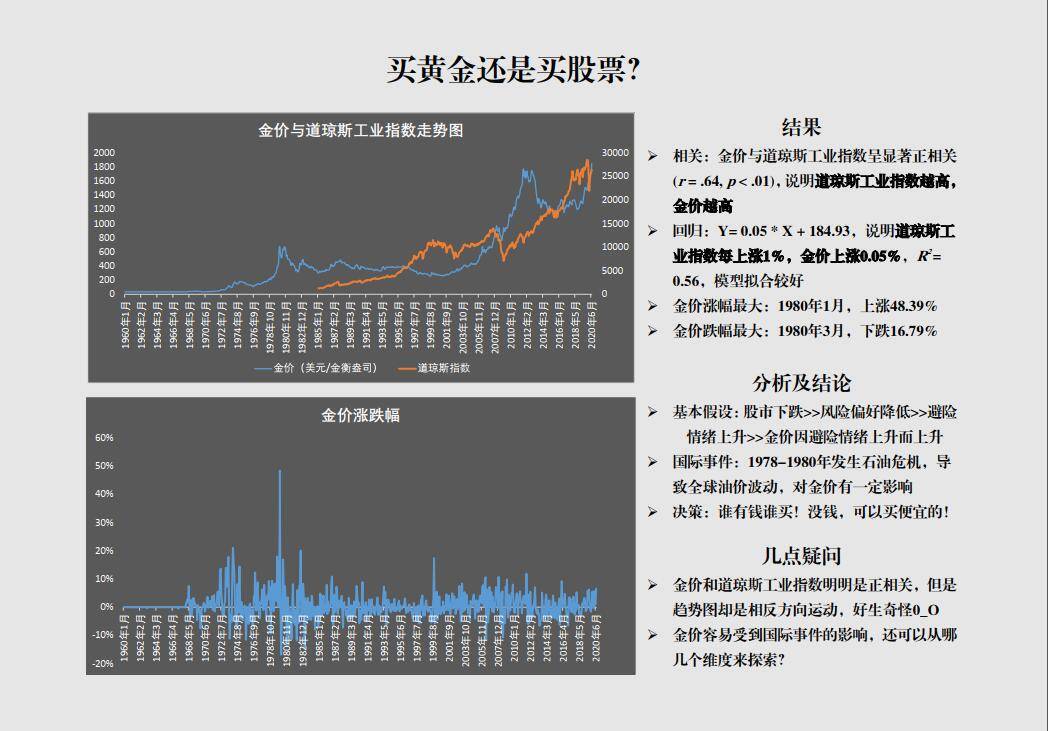 买黄金还是买股票？
金价与道琼斯工业指数走势图
2000
1800
1600
1400
1200
1000
800
600
400
200
0
30000
25000
20000
15000
10000
5000
0
1960年1月
1962年2月
1964年3月
1966年4月
1968年5月
1970年6月
1972年7月
1974年8月
1976年9月
1978年10月
1980年11月
1982年12月
1985年1月
1987年2月
1989年3月
1991年4月
1993年5月
1995年6月
1997年7月
1999年8月
2001年9月
2003年10月
2005年11月
2007年12月
2010年1月
2012年2月
2014年3月
2016年4月
2018年5月
2020年6月
金价（美元/金衡盎司）
道琼斯指数
金价涨跌幅
60%
50%
40%
30%
20%
10%
0%
-10%
-20%
1960年1月
1962年2月
1964年3月
1966年4月
1968年5月
1970年6月
1972年7月
1974年8月
1976年9月
1978年10月
1980年11月
1982年12月
1985年1月
1987年2月
1989年3月
1991年4月
1993年5月
1995年6月
1997年7月
1999年8月
2001年9月
2003年10月
2005年11月
2007年12月
2010年1月
2012年2月
2014年3月
2016年4月
2018年5月
2020年6月
结果
➢ 相关：金价与道琼斯工业指数呈显著正相关
(r = .64, p < .01)，说明道琼斯工业指数越高，
金价越高
➢ 回归：Y= 0.05 * X + 184.93，说明道琼斯工
业指数每上涨1%，金价上涨0.05%，R²=
0.56，模型拟合较好
➢ 金价涨幅最大：1980年1月，上涨48.39%
➢ 金价跌幅最大：1980年3月，下跌16.79%
分析及结论
➢ 基本假设：股市下跌>>风险偏好降低>>避险
情绪上升>>金价因避险情绪上升而上升
➢ 国际事件：1978–1980年发生石油危机，导
致全球油价波动，对金价有一定影响
➢ 决策：谁有钱谁买！没钱，可以买便宜的！
几点疑问
➢ 金价和道琼斯工业指数明明是正相关，但是
趋势图却是相反方向运动，好生奇怪0_O
➢ 金价容易受到国际事件的影响，还可以从哪
几个维度来探索？